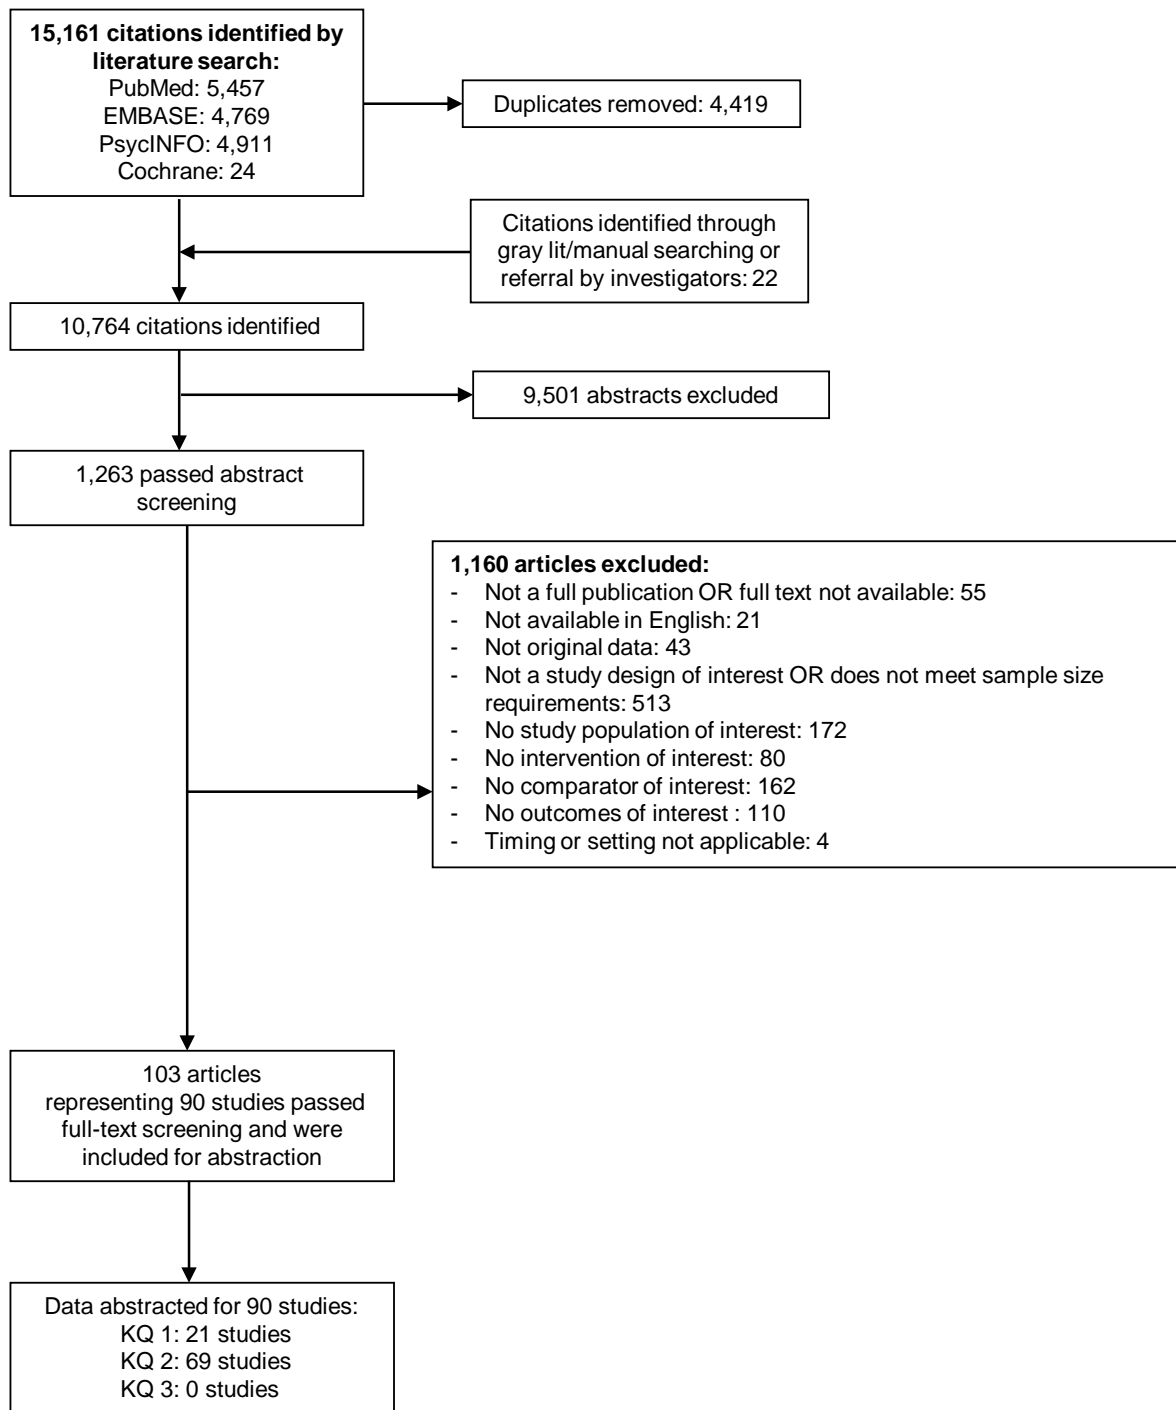 15,161 citations identified by
literature search:
PubMed: 5,457
EMBASE: 4,769
PsycINFO: 4,911
Cochrane: 24
Duplicates removed: 4,419
Citations identified through
gray lit/manual searching or
referral by investigators: 22
10,764 citations identified
9,501 abstracts excluded
1,263 passed abstract
screening
1,160 articles excluded:
- Not a full publication OR full text not available: 55
- Not available in English: 21
- Not original data: 43
- Not a study design of interest OR does not meet sample size
requirements: 513
- No study population of interest: 172
- No intervention of interest: 80
- No comparator of interest: 162
- No outcomes of interest : 110
- Timing or setting not applicable: 4
103 articles
representing 90 studies passed
full-text screening and were
included for abstraction
Data abstracted for 90 studies:
KQ 1: 21 studies
KQ 2: 69 studies
KQ 3: 0 studies